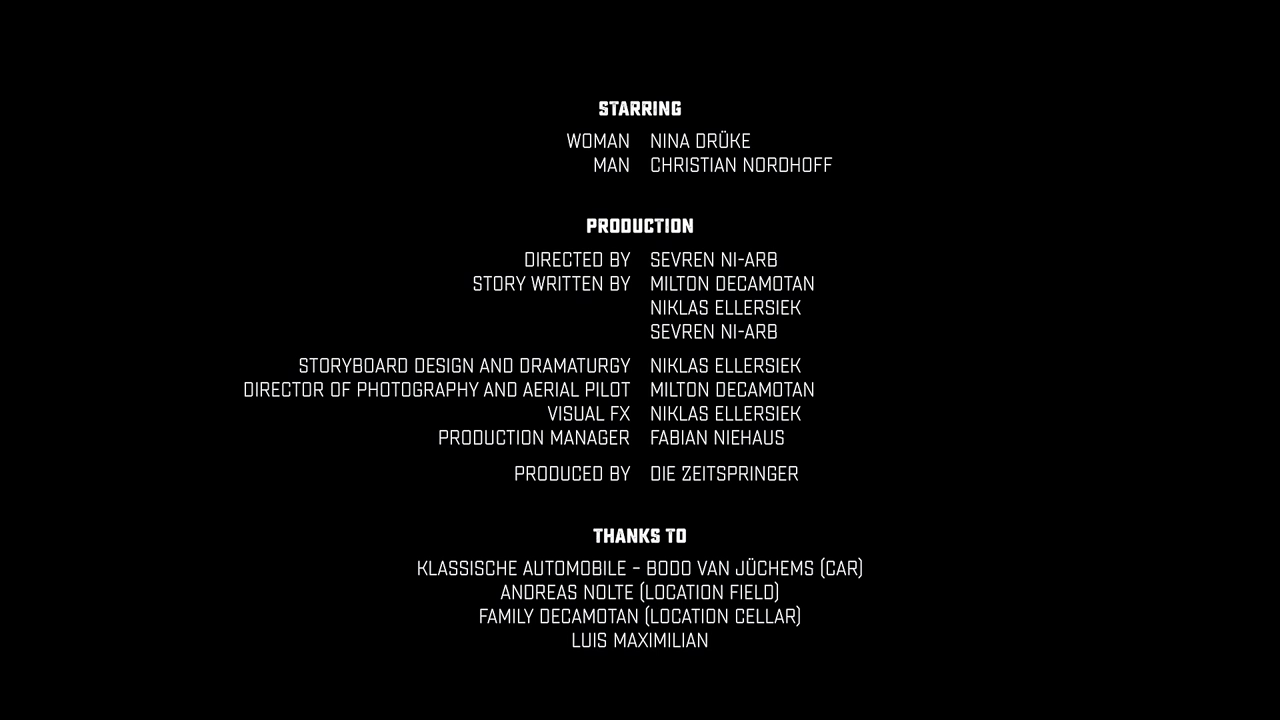 STARRING
WOMAN NINA DRÜKE
MAN CHRISTIAN NORDHOFF
PRODUCTION
DIRECTED BY SEVREN NI-ARB
STORY WRITTEN BY MILTON DECAMOTAN
NIKLAS ELLERSIEK
SEVREN NI-ARB
STORYBOARD DESIGN AND DRAMATURGY NIKLAS ELLERSIEK
DIRECTOR OF PHOTOGRAPHY AND AERIAL PILOT MILTON DECAMOTAN
VISUAL FX NIKLAS ELLERSIEK
PRODUCTION MANAGER FABIAN NIEHAUS
PRODUCED BY DIE ZEITSPRINGER
THANKS TO
KLASSISCHE AUTOMOBILE - BODO VAN JÜCHEMS (CAR)
ANDREAS NOLTE (LOCATION FIELD)
FAMILY DECAMOTAN (LOCATION CELLAR)
LUIS MAXIMILIAN